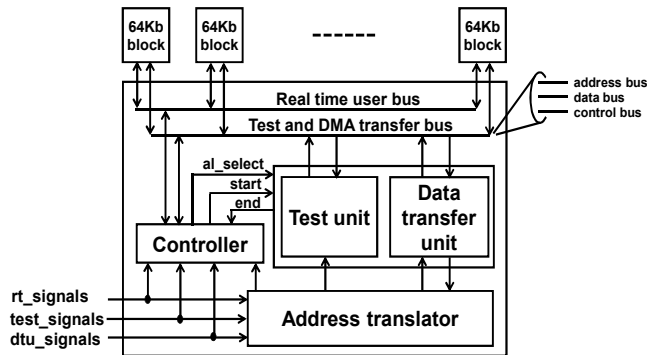 64Kb
block
64Kb
block
64Kb
block
address bus
data bus
control bus
Real time user bus
Test and DMA transfer bus
al_select
start
end
Test unit
Data
transfer
unit
Controller
rt_signals
test_signals
dtu_signals
Address translator